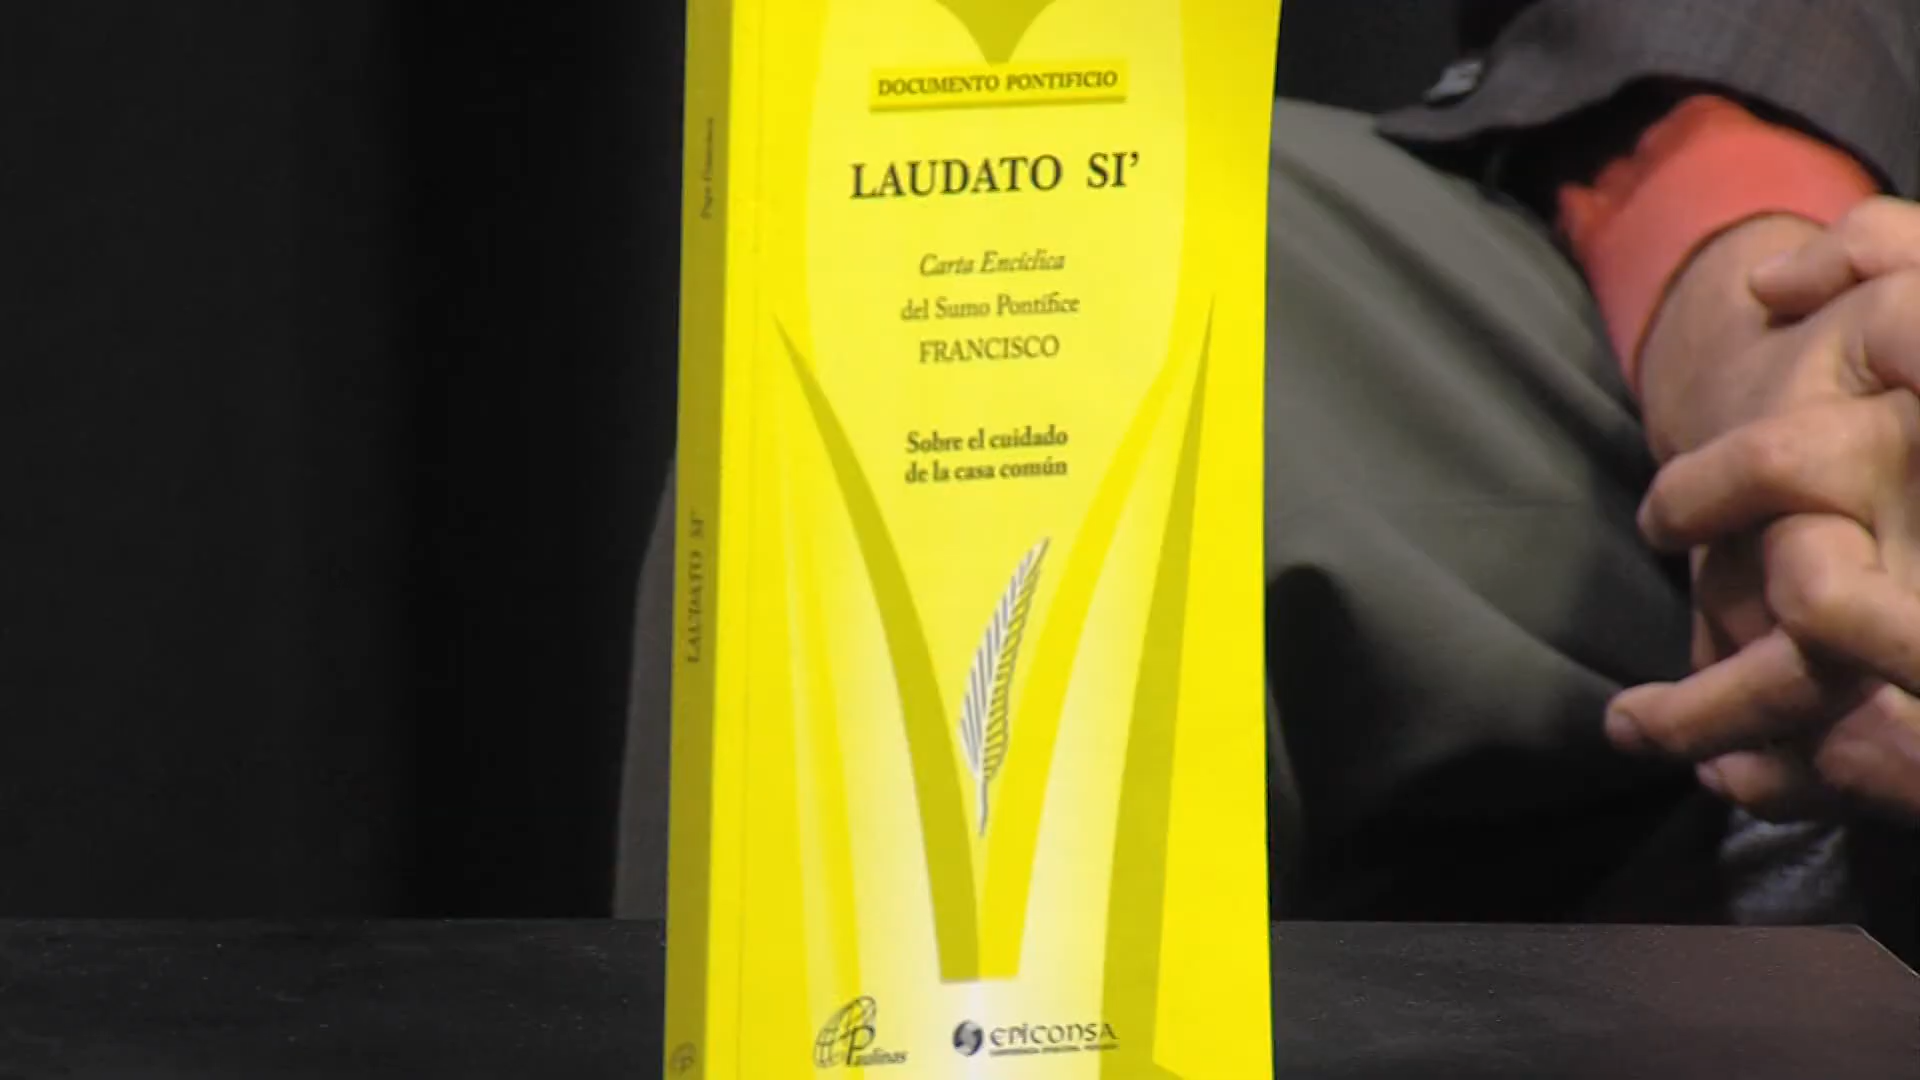 DOCUMENTO PONTIFICIO
LAUDATO SI’
Carta Encíclica
del Sumo Pontífice
FRANCISCO
Sobre el cuidado
de la casa común
LAUDATO SI’
Paulinas
EPICONSA